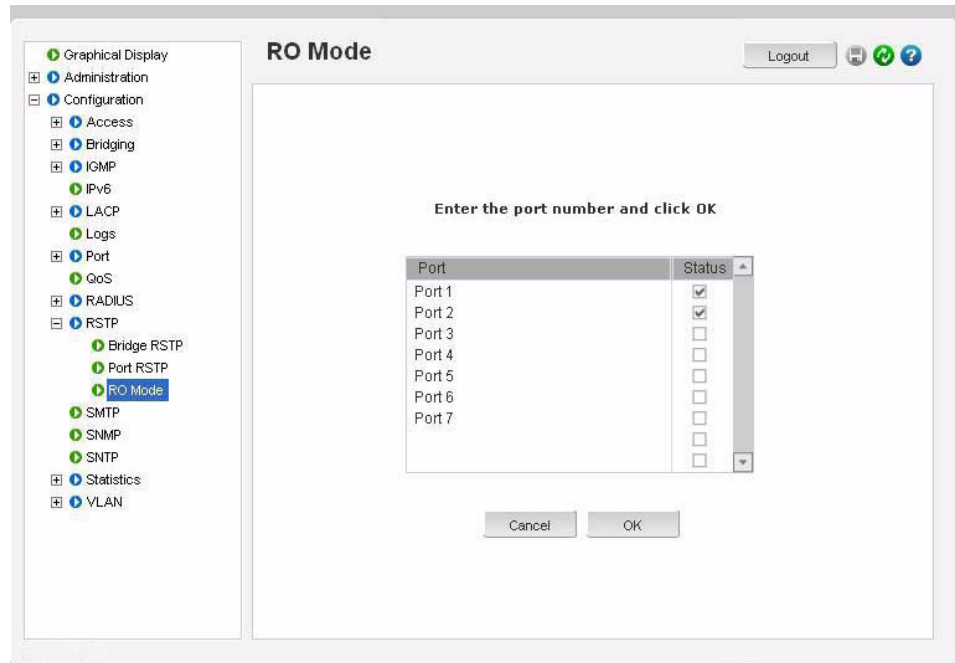 Graphical Display
Administration
Configuration
Access
Bridging
IGMP
IPv6
LACP
Logs
Port
QoS
RADIUS
RSTP
Bridge RSTP
Port RSTP
RO Mode
SMTP
SNMP
SNTP
Statistics
VLAN
RO Mode
Logout
?
Enter the port number and click OK
Port Status
Port 1
Port 2
Port 3
Port 4
Port 5
Port 6
Port 7
Cancel OK